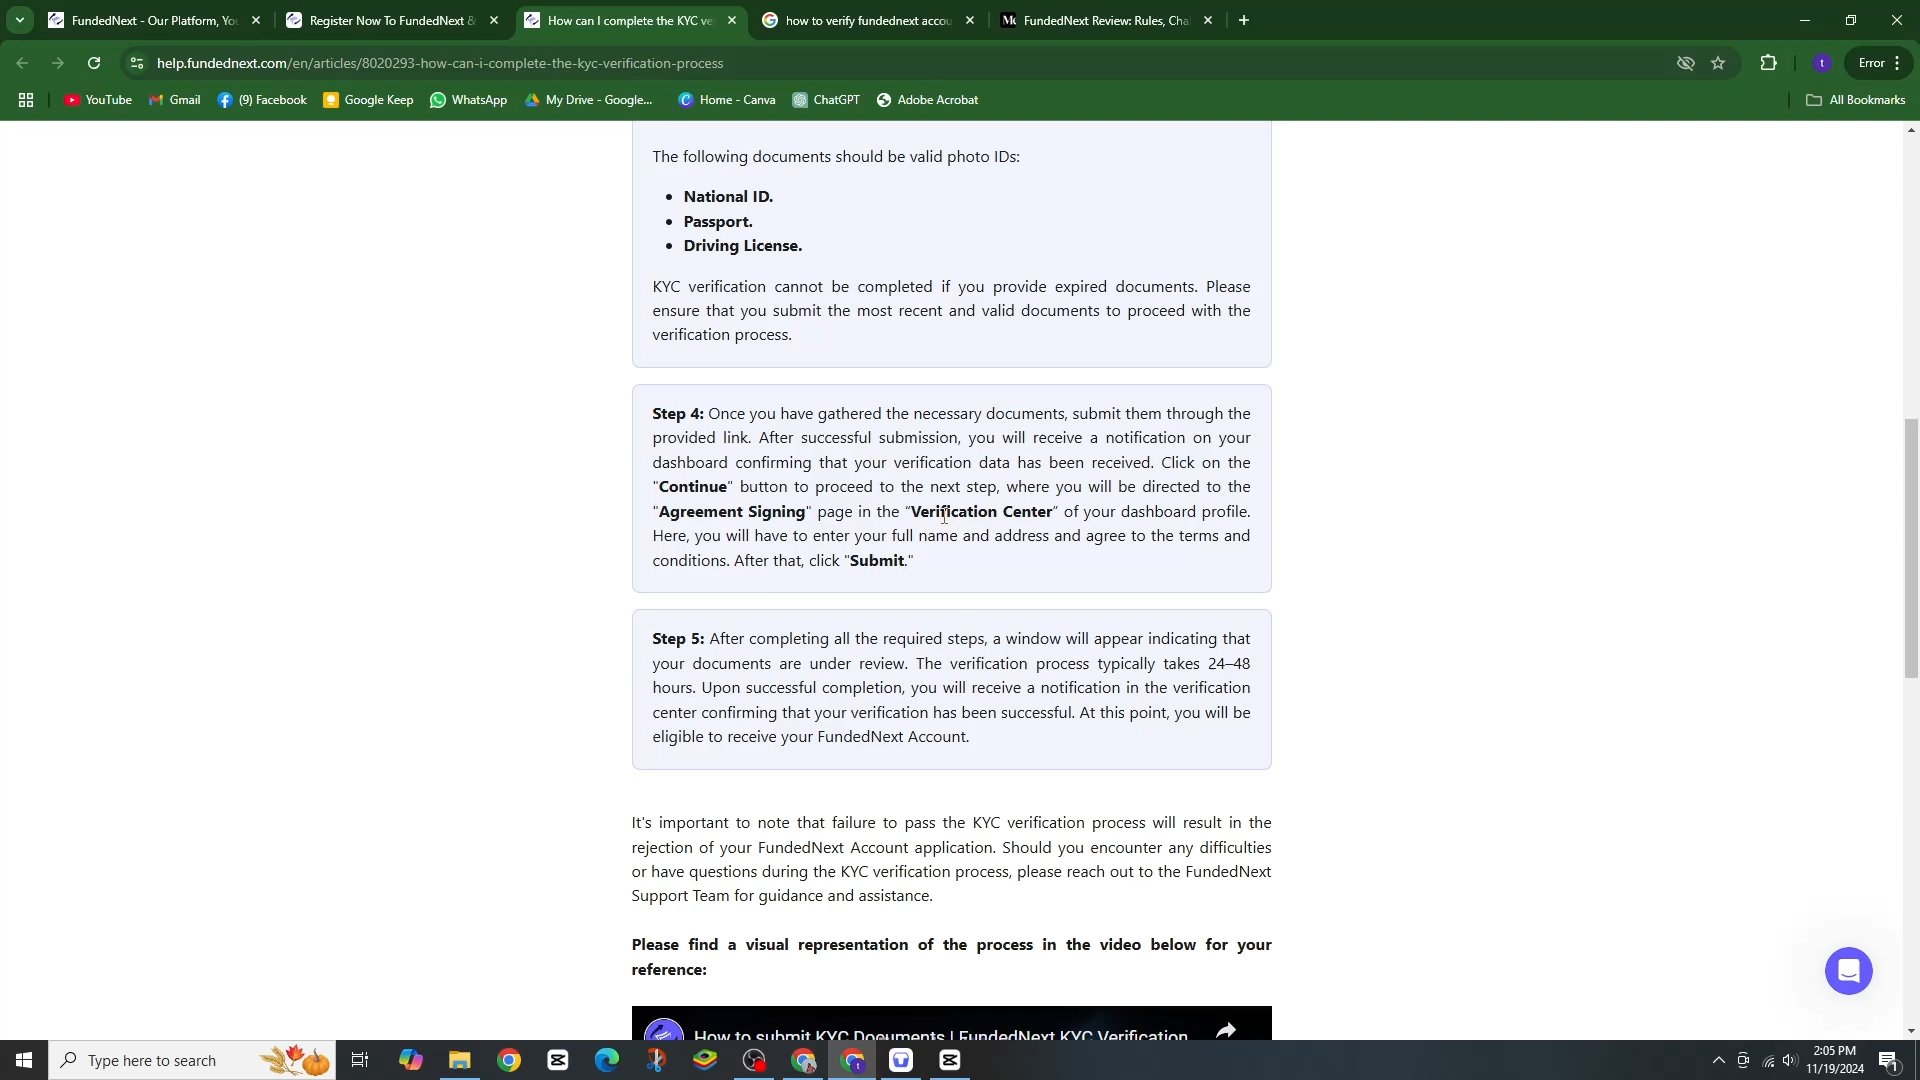 FundedNext - Our Platform, Yo
Register Now To FundedNext &
How can I complete the KYC ve
how to verify fundednext accou
FundedNext Review: Rules, Cha
help.fundednext.com/en/articles/8020293-how-can-i-complete-the-kyc-verification-process
t
Error
YouTube
Gmail
(9) Facebook
Google Keep
WhatsApp
My Drive - Google...
Home - Canva
ChatGPT
Adobe Acrobat
All Bookmarks
The following documents should be valid photo IDs:
• National ID.
• Passport.
• Driving License.
KYC verification cannot be completed if you provide expired documents. Please
ensure that you submit the most recent and valid documents to proceed with the
verification process.
Step 4: Once you have gathered the necessary documents, submit them through the
provided link. After successful submission, you will receive a notification on your
dashboard confirming that your verification data has been received. Click on the
"Continue" button to proceed to the next step, where you will be directed to the
"Agreement Signing" page in the “Verification Center” of your dashboard profile.
Here, you will have to enter your full name and address and agree to the terms and
conditions. After that, click "Submit."
Step 5: After completing all the required steps, a window will appear indicating that
your documents are under review. The verification process typically takes 24–48
hours. Upon successful completion, you will receive a notification in the verification
center confirming that your verification has been successful. At this point, you will be
eligible to receive your FundedNext Account.
It's important to note that failure to pass the KYC verification process will result in the
rejection of your FundedNext Account application. Should you encounter any difficulties
or have questions during the KYC verification process, please reach out to the FundedNext
Support Team for guidance and assistance.
Please find a visual representation of the process in the video below for your
reference:
How to submit KYC Documents | FundedNext KYC Verification
Type here to search
2:05 PM
11/19/2024
1